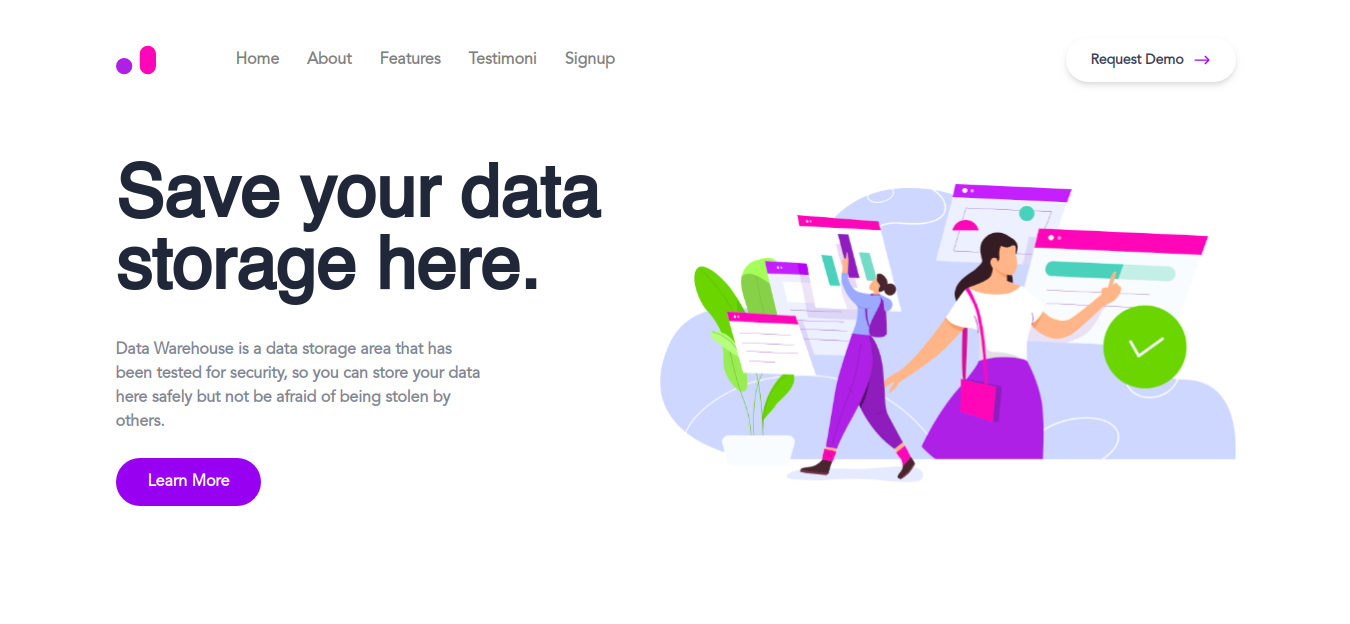 Home About Features Testimoni Signup Request Demo
Save your data
storage here.
Data Warehouse is a data storage area that has
been tested for security, so you can store your data
here safely but not be afraid of being stolen by
others.
Learn More